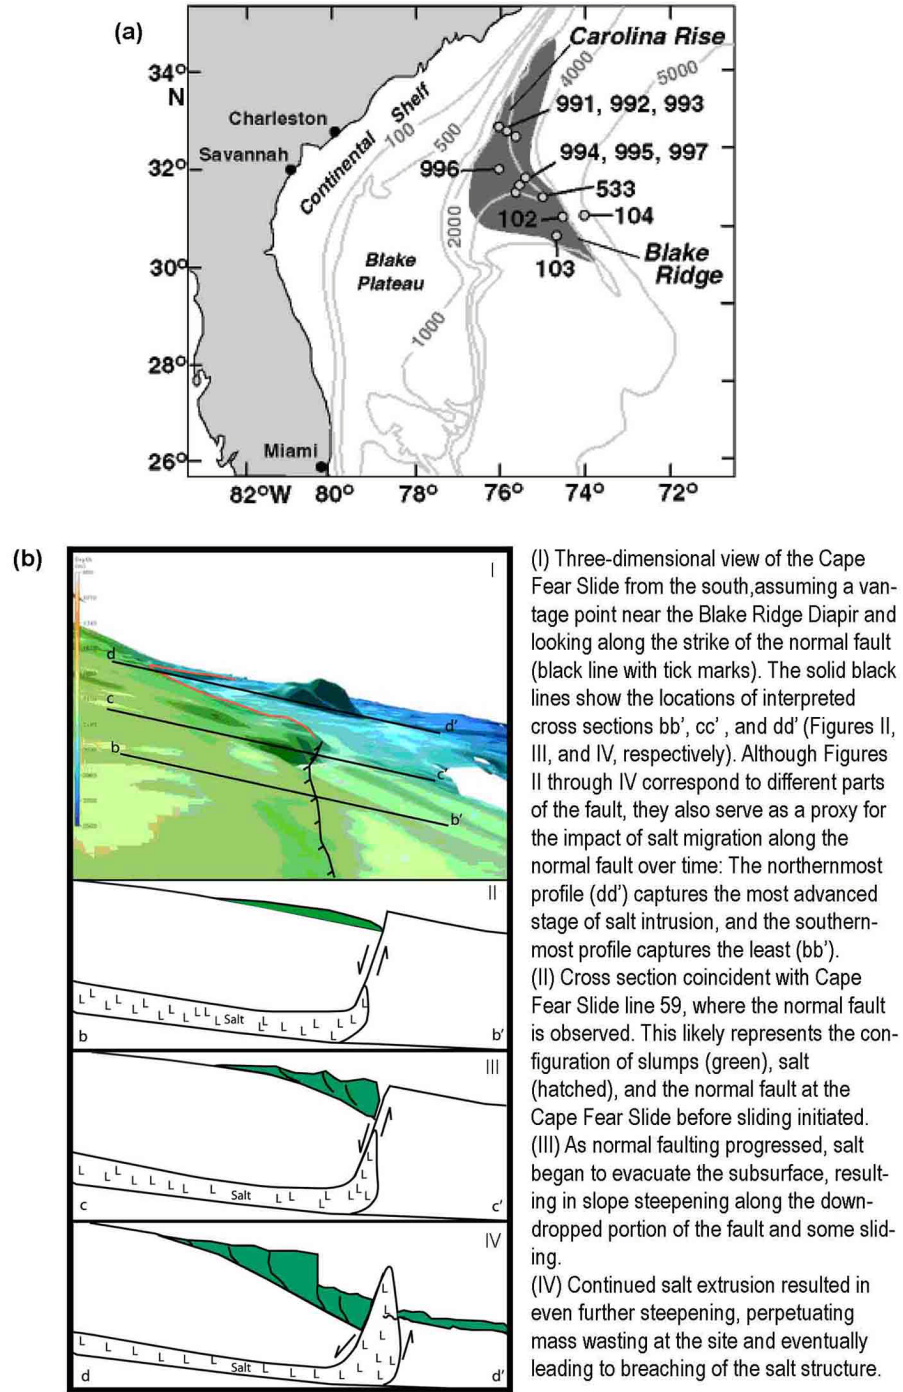 (a)
Carolina Rise
34°
N
4000
5000
991, 992, 993
Charleston
Continental Shelf
100
500
994, 995, 997
Savannah
32°
996
533
102
104
2000
Blake
Ridge
Blake
Plateau
30°
103
1000
28°
Miami
26°
82°W 80° 78° 76° 74° 72°
(b)
I
d
d'
c
c'
b
b'
II
Salt
L L L L L L L L L L L L L L L L
b
b'
III
Salt
c
c'
IV
Salt
d
d'
(I) Three-dimensional view of the Cape
Fear Slide from the south,assuming a van-
tage point near the Blake Ridge Diapir and
looking along the strike of the normal fault
(black line with tick marks). The solid black
lines show the locations of interpreted
cross sections bb', cc' , and dd' (Figures II,
III, and IV, respectively). Although Figures
II through IV correspond to different parts
of the fault, they also serve as a proxy for
the impact of salt migration along the
normal fault over time: The northernmost
profile (dd') captures the most advanced
stage of salt intrusion, and the southern-
most profile captures the least (bb').
(II) Cross section coincident with Cape
Fear Slide line 59, where the normal fault
is observed. This likely represents the con-
figuration of slumps (green), salt
(hatched), and the normal fault at the
Cape Fear Slide before sliding initiated.
(III) As normal faulting progressed, salt
began to evacuate the subsurface, result-
ing in slope steepening along the down-
dropped portion of the fault and some slid-
ing.
(IV) Continued salt extrusion resulted in
even further steepening, perpetuating
mass wasting at the site and eventually
leading to breaching of the salt structure.